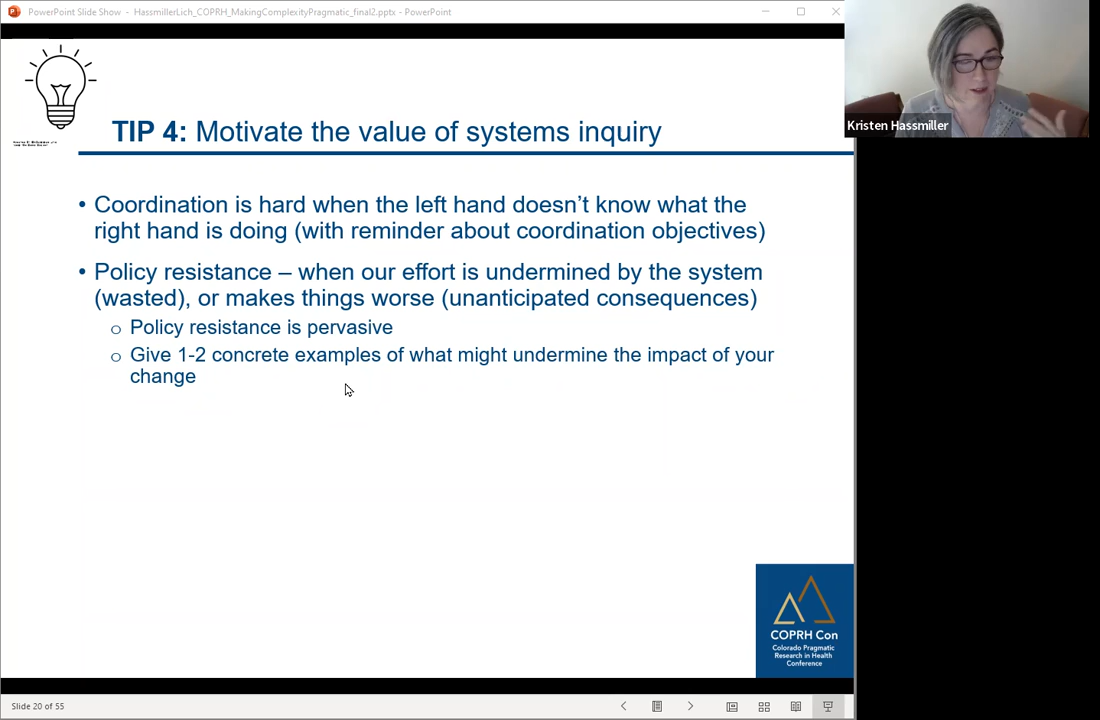 PowerPoint Slide Show - HassmillerLich_COPRH_MakingComplexityPragmatic_final2.pptx - PowerPoint
Kristen Hassmiller
TIP 4: Motivate the value of systems inquiry
• Coordination is hard when the left hand doesn’t know what the
right hand is doing (with reminder about coordination objectives)
• Policy resistance – when our effort is undermined by the system
(wasted), or makes things worse (unanticipated consequences)
o Policy resistance is pervasive
o Give 1-2 concrete examples of what might undermine the impact of your
change
COPRH Con
Colorado Pragmatic
Research in Health
Conference
Slide 20 of 55